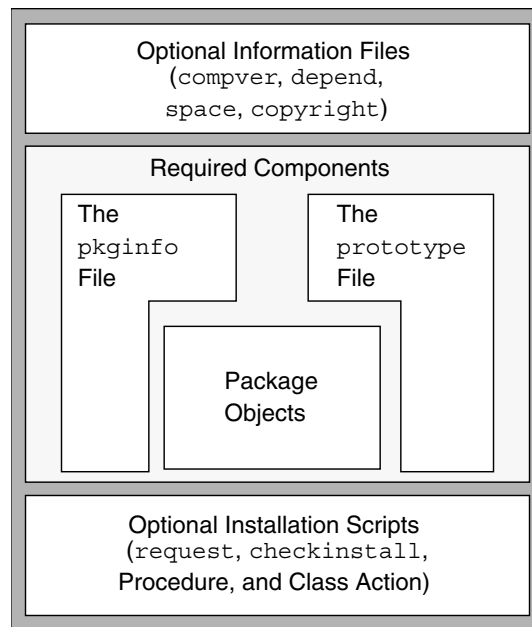 Optional Information Files
(compver, depend,
space, copyright)
Required Components
The
pkginfo
File
The
prototype
File
Package
Objects
Optional Installation Scripts
(request, checkinstall,
Procedure, and Class Action)